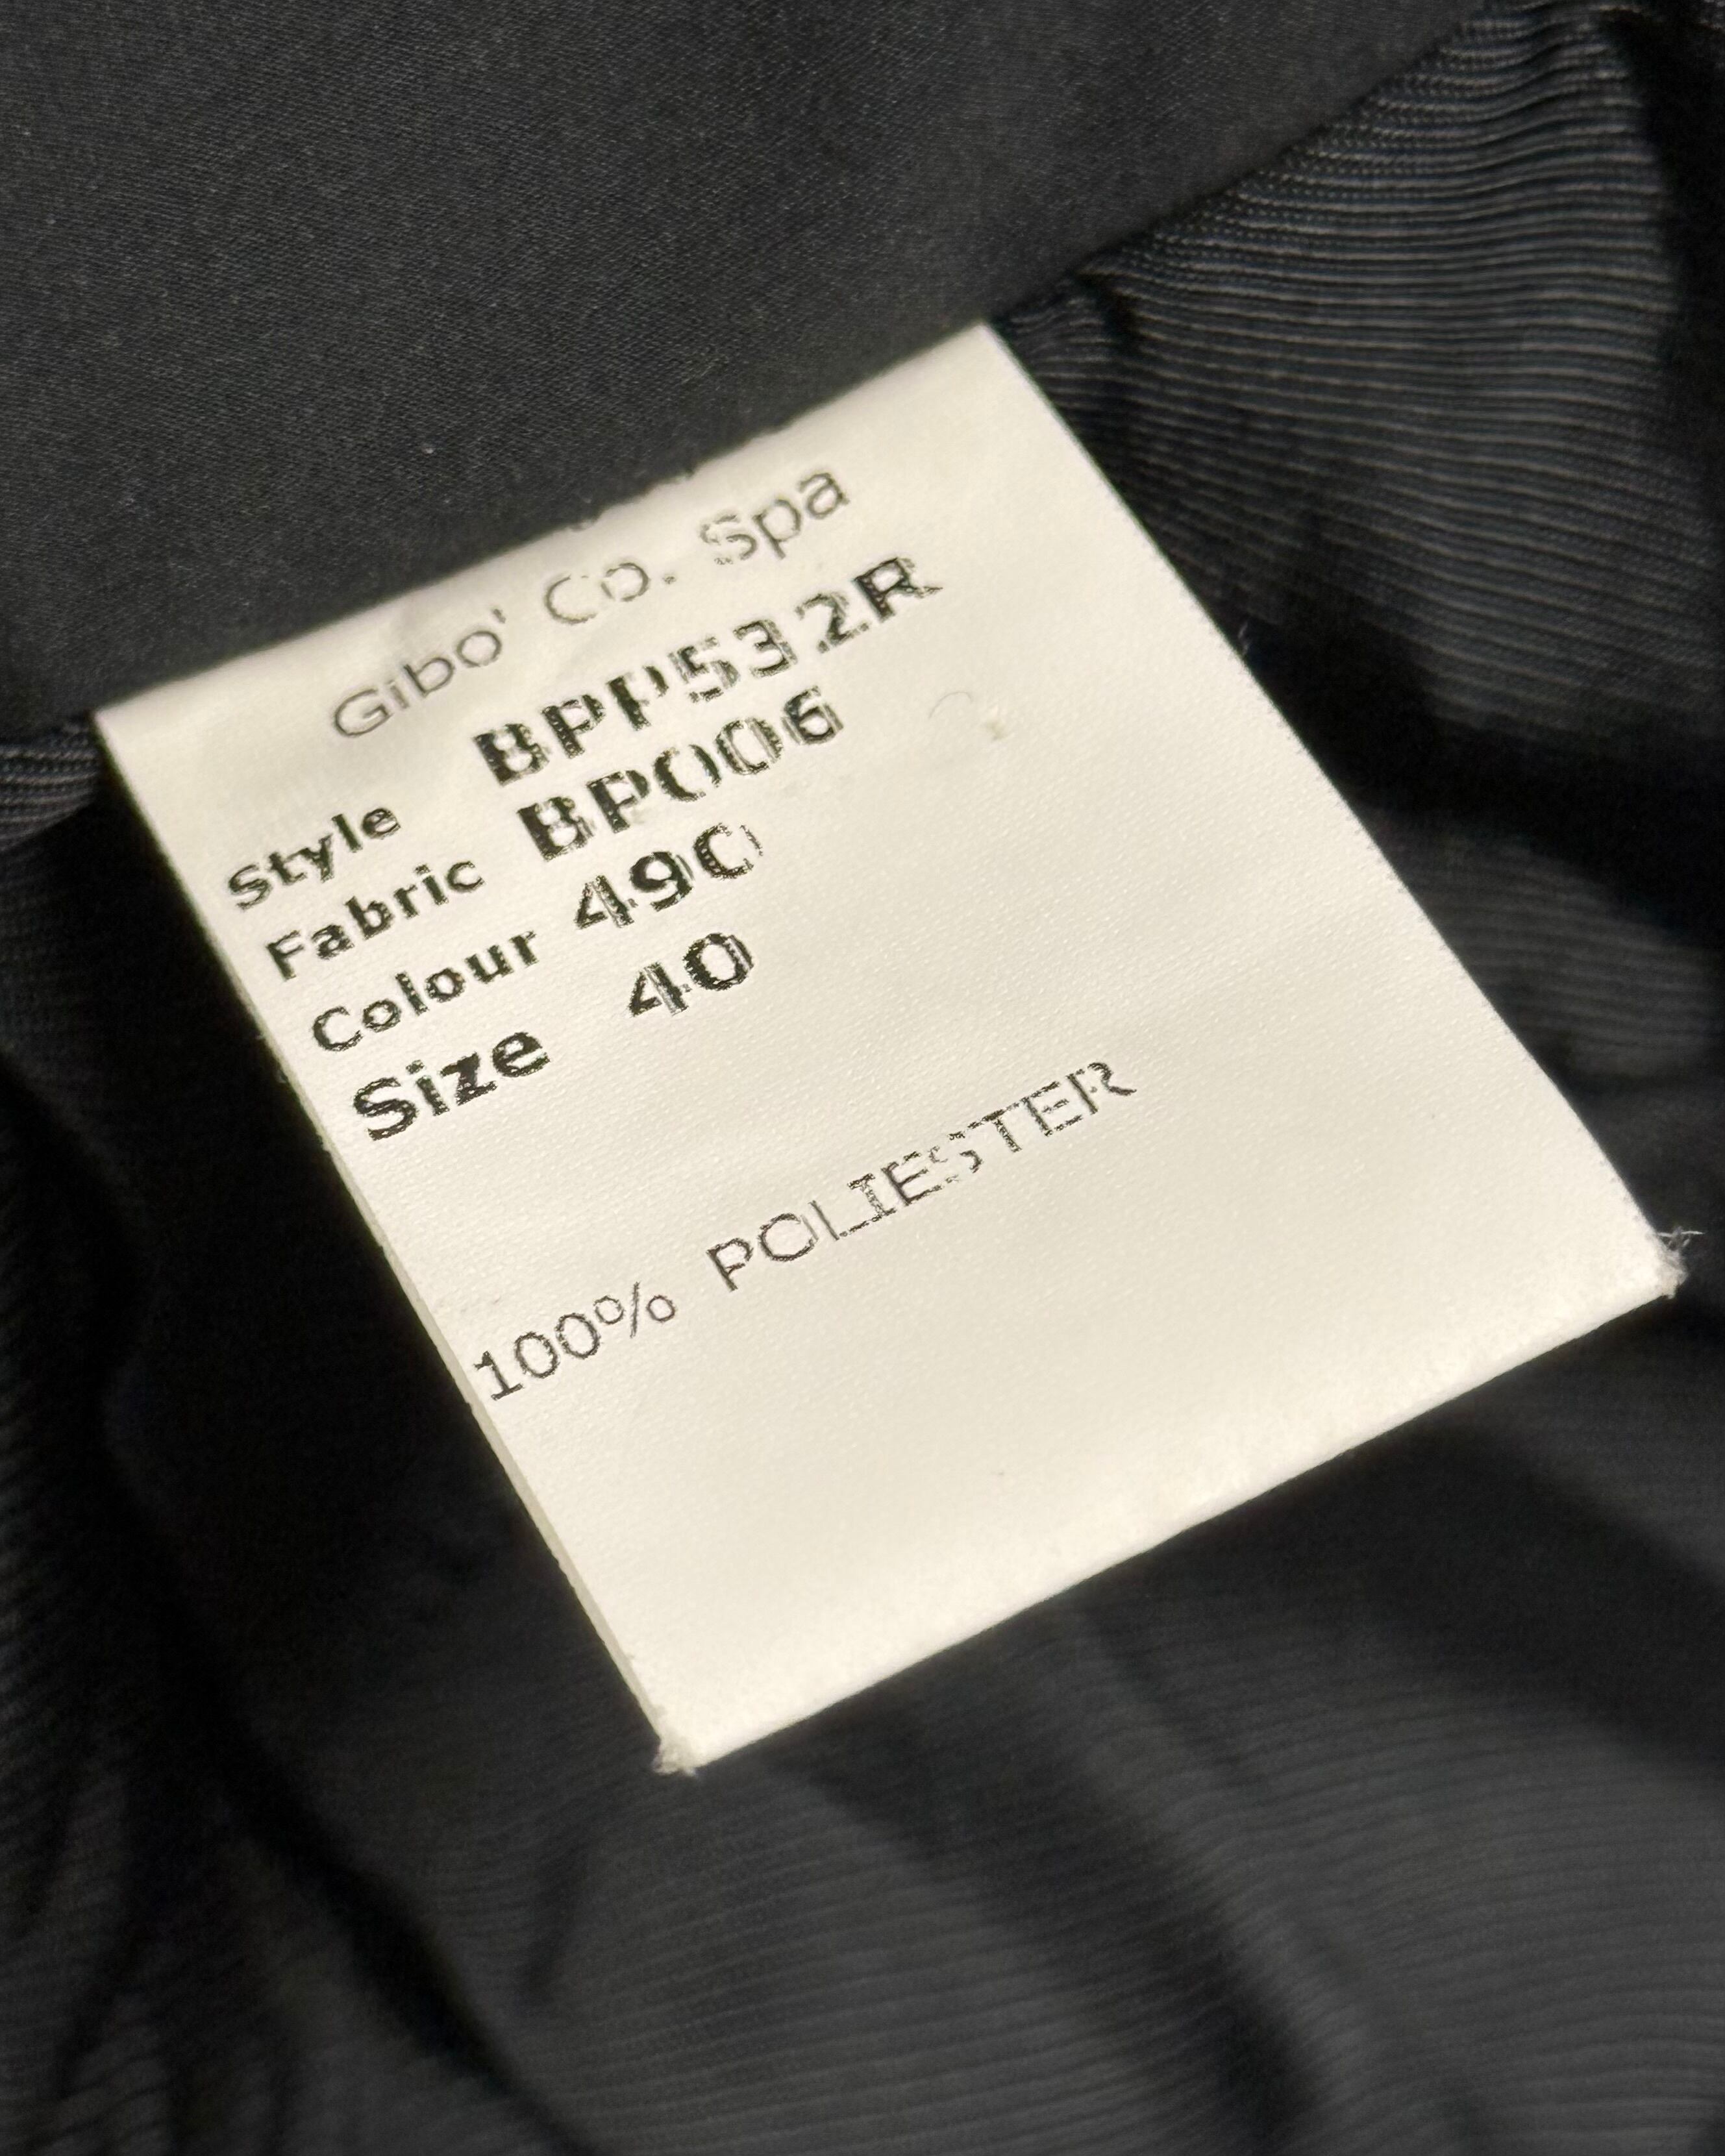 Gibo' Co. Spa
Style BPP532R
Fabric BP006
Colour 490
Size 40
100% POLIESTER